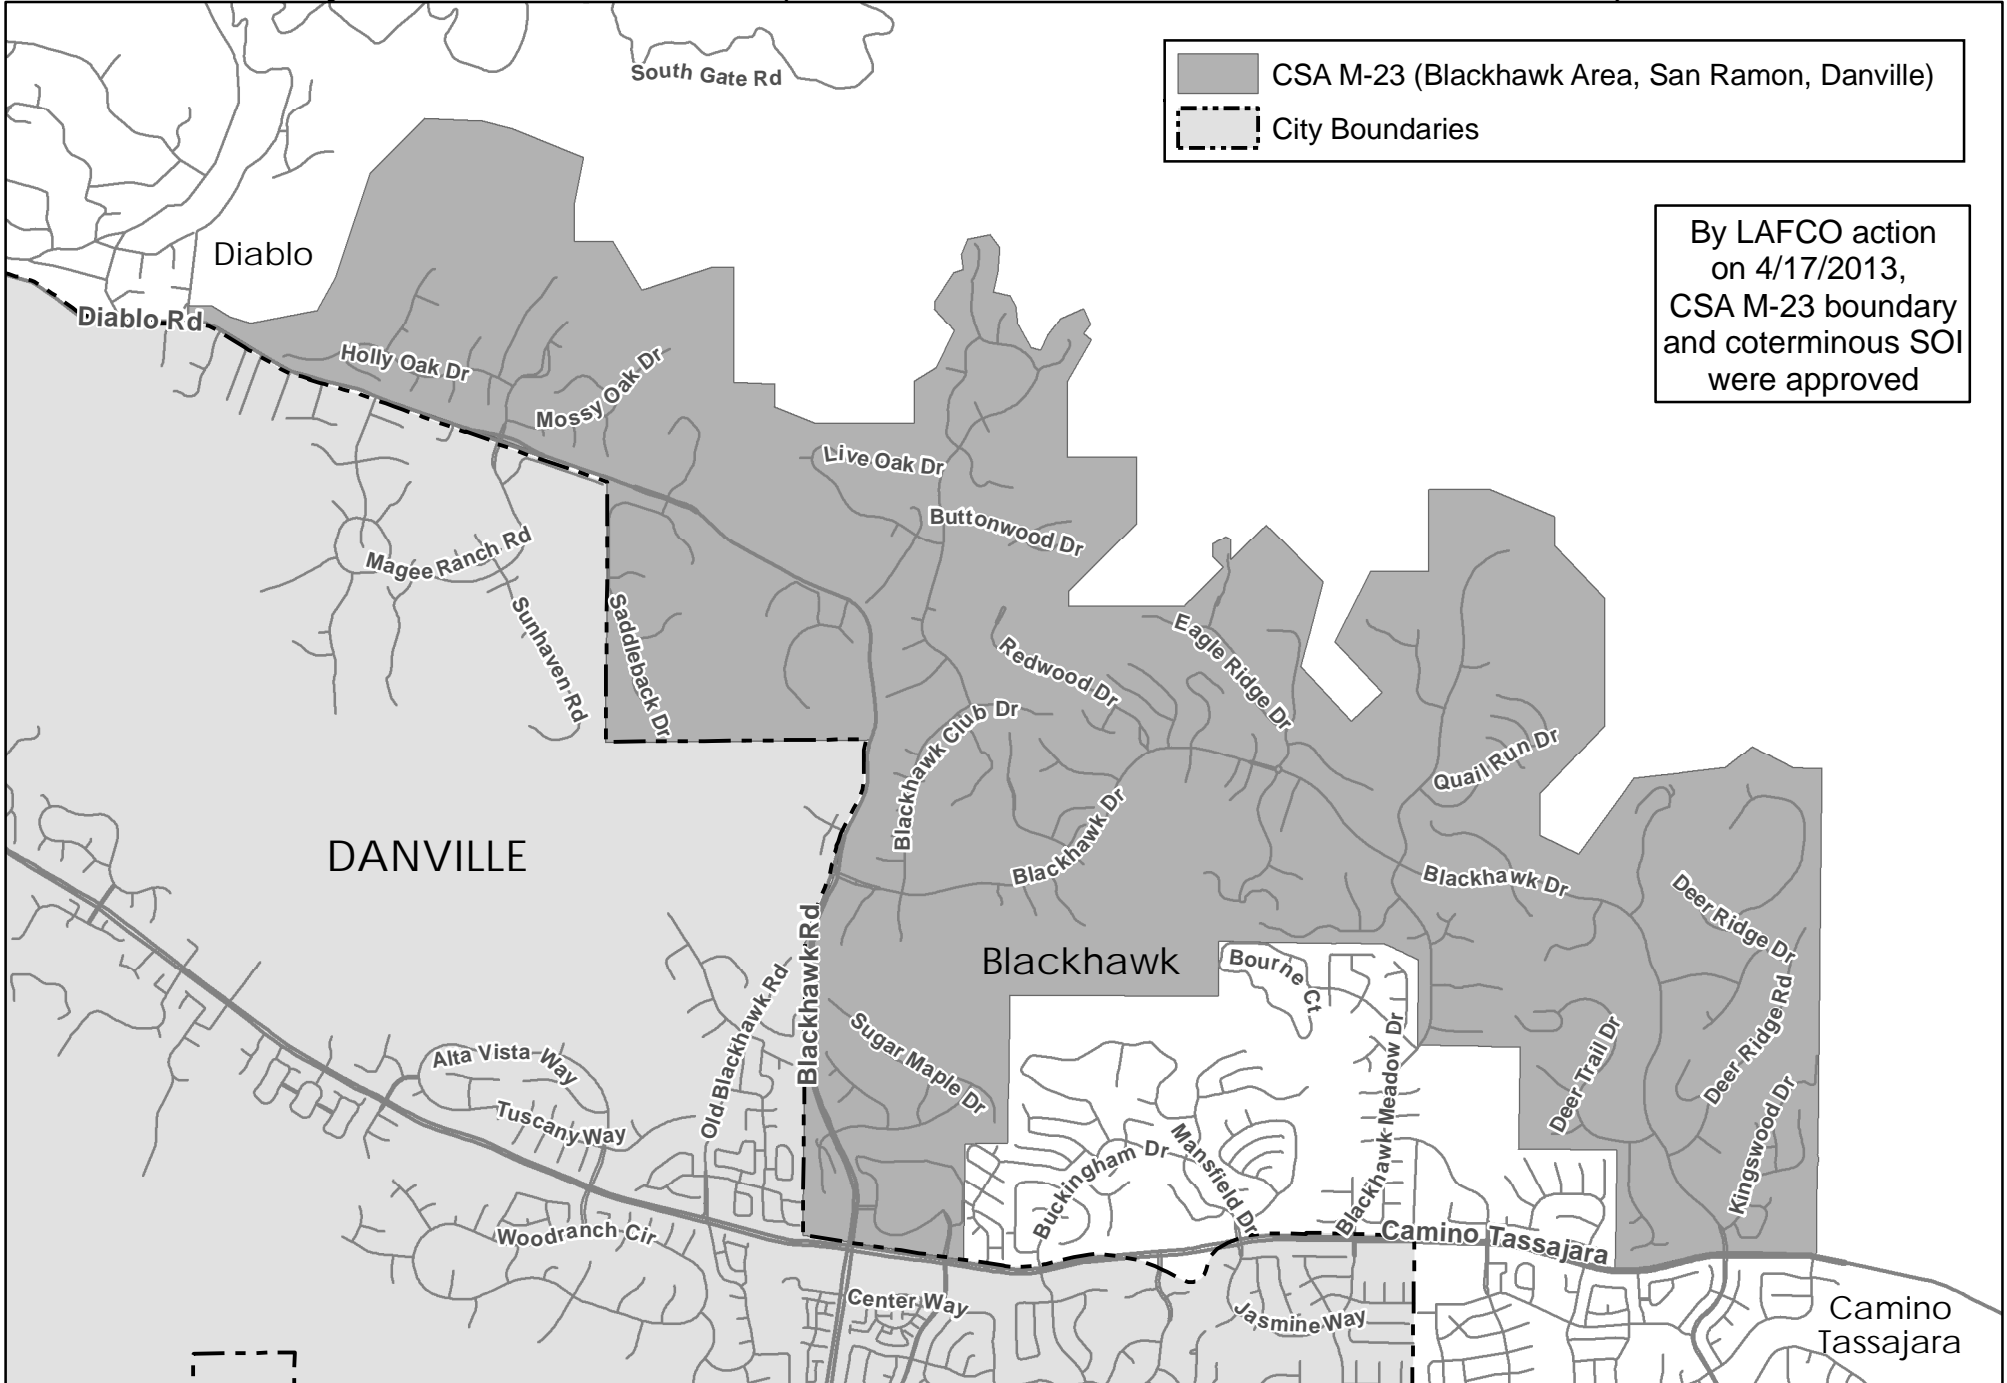 South Gate Rd
CSA M-23 (Blackhawk Area, San Ramon, Danville)
City Boundaries
By LAFCO action
on 4/17/2013,
CSA M-23 boundary
and coterminous SOI
were approved
Diablo
Diablo Rd
Holly Oak Dr
Mossy Oak Dr
Live Oak Dr
Buttonwood Dr
Magee Ranch Rd
Sunhaven Rd
Saddleback Dr
Redwood Dr
Eagle Ridge Dr
Blackhawk Club Dr
Quail Run Dr
Blackhawk Dr
DANVILLE
Blackhawk Dr
Deer Ridge Dr
Blackhawk Rd
Blackhawk
Bourne Ct
Old Blackhawk Rd
Sugar Maple Dr
Blackhawk Meadow Dr
Deer Trail Dr
Deer Ridge Rd
Kingswood Dr
Alta Vista Way
Tuscany Way
Buckingham Dr
Mansfield Dr
Woodranch Cir
Camino Tassajara
Center Way
Jasmine Way
Camino
Tassajara